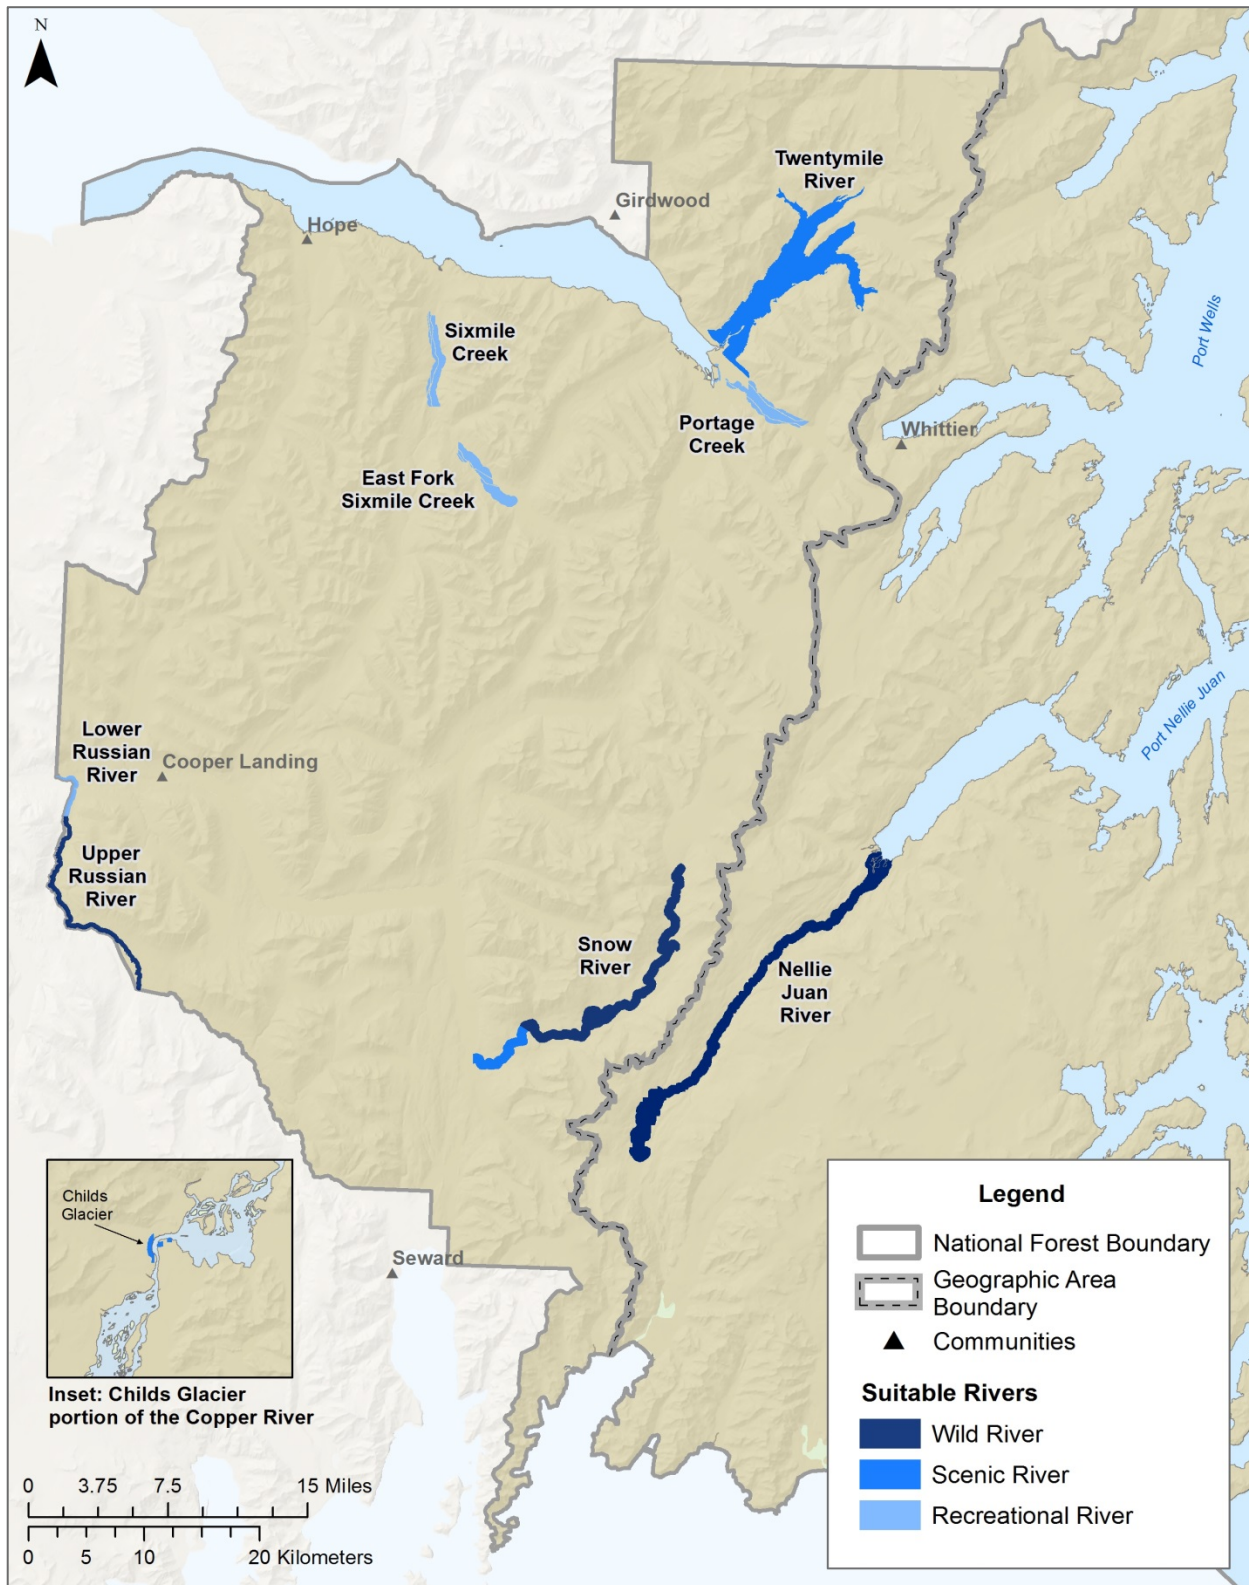 N
Twentymile
River
Girdwood
Hope
Sixmile
Creek
Port Wells
Portage
Creek
Whittier
East Fork
Sixmile Creek
Port Nellie Juan
Lower
Russian
River
Cooper Landing
Upper
Russian
River
Snow
River
Nellie
Juan
River
Childs
Glacier
Seward
Inset: Childs Glacier
portion of the Copper River
0 3.75 7.5 15 Miles
0 5 10 20 Kilometers
Legend
National Forest Boundary
Geographic Area
Boundary
Communities
Suitable Rivers
Wild River
Scenic River
Recreational River